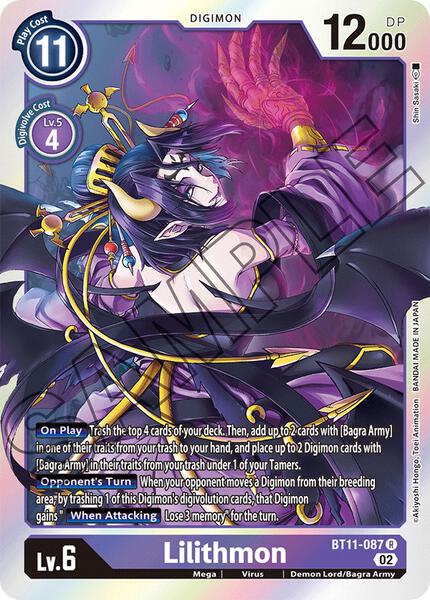 Play Cost
11
DIGIMON
12000
DP
Digivolve Cost
Lv.5
4
Shin Sasaki
SAMPLE
On Play Trash the top 4 cards of your deck. Then, add up to 2 cards with [Bagra Army]
in one of their traits from your trash to your hand, and place up to 2 Digimon cards with
[Bagra Army] in their traits from your trash under 1 of your Tamers.
Opponent's Turn When your opponent moves a Digimon from their breeding
area, by trashing 1 of this Digimon's digivolution cards, that Digimon
gains " When Attacking Lose 3 memory" for the turn.
©Akiyoshi Hongo, Toei Animation BANDAI MADE IN JAPAN
Lv.6
Lilithmon
BT11-087 R
02
Mega Virus Demon Lord/Bagra Army